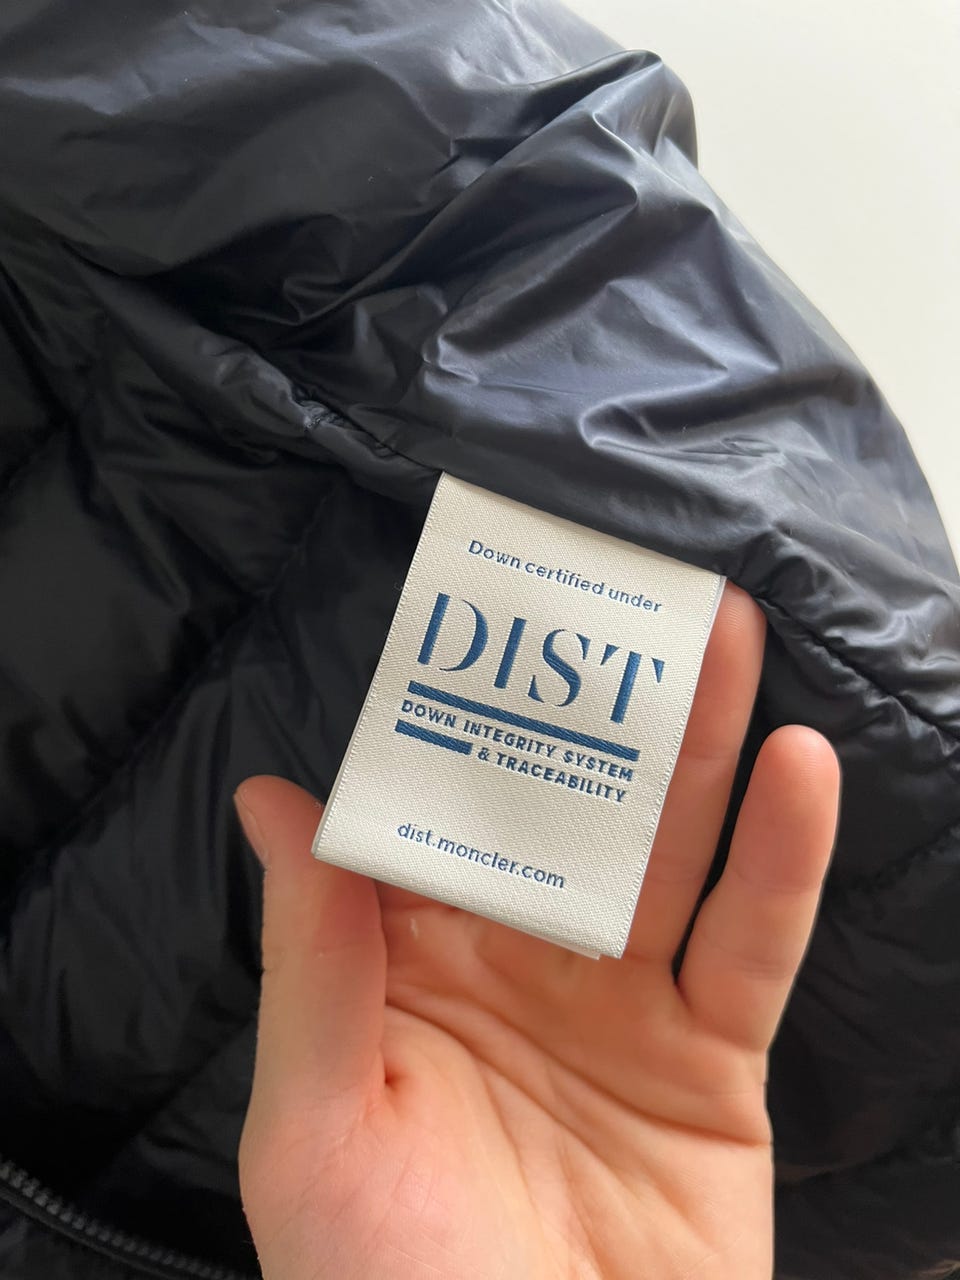 Down certified under
DIST
DOWN INTEGRITY SYSTEM
& TRACEABILITY
dist.moncler.com